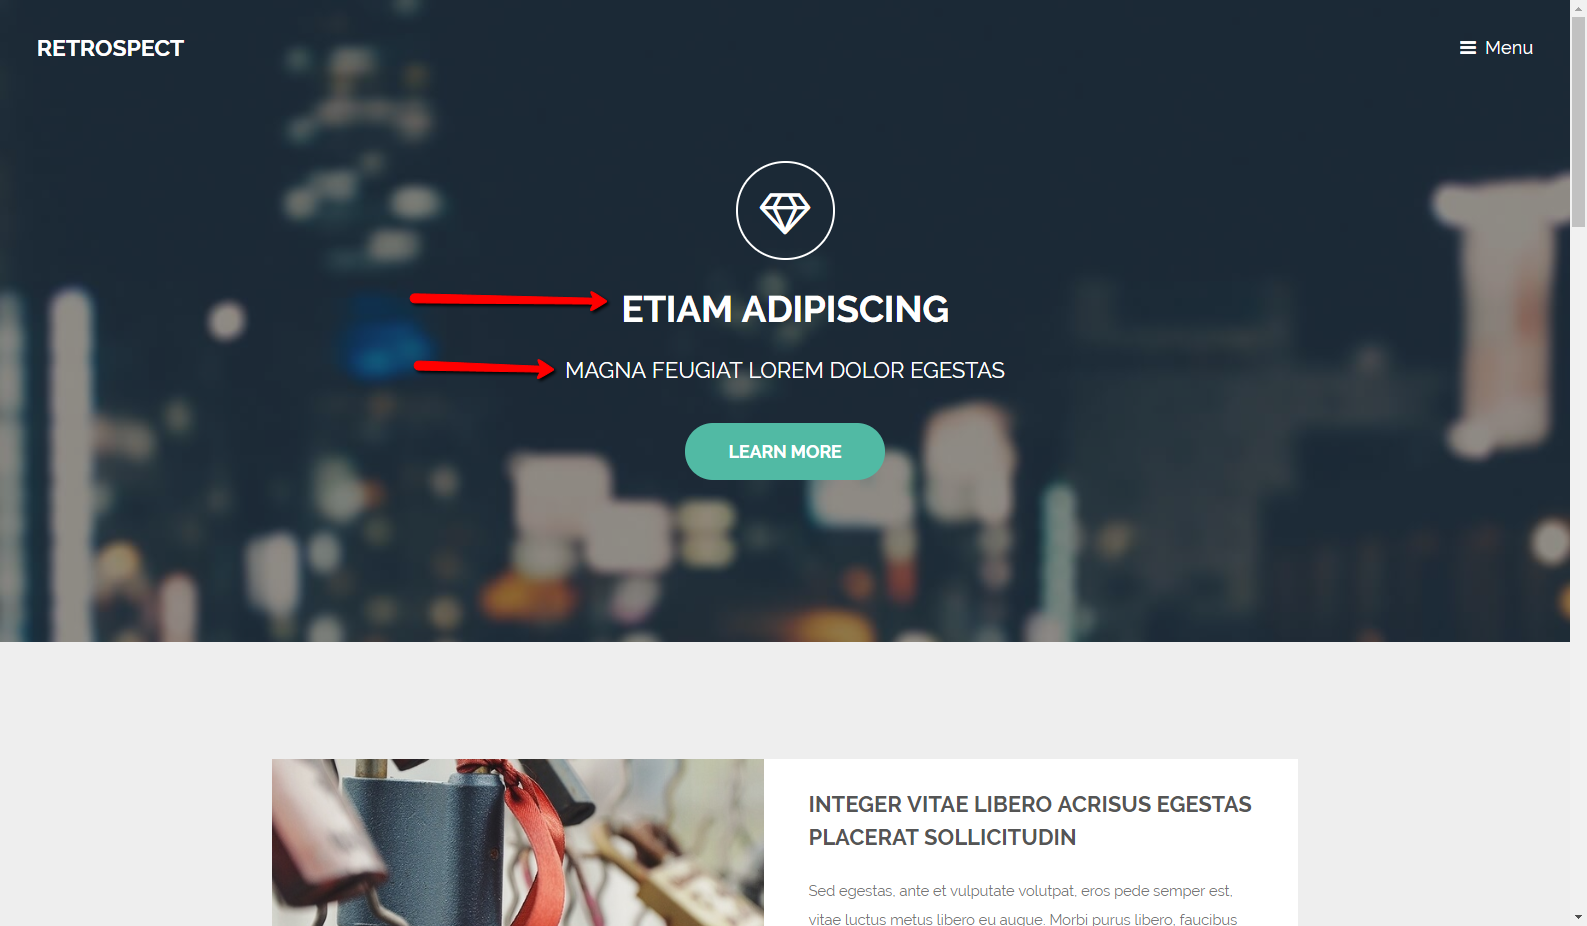 RETROSPECT
Menu
ETIAM ADIPISCING
MAGNA FEUGIAT LOREM DOLOR EGESTAS
LEARN MORE
INTEGER VITAE LIBERO ACRISUS EGESTAS
PLACERAT SOLLICITUDIN
Sed egestas, ante et vulputate volutpat, eros pede semper est,
vitae luctus metus libero eu augue. Morbi purus libero, faucibus